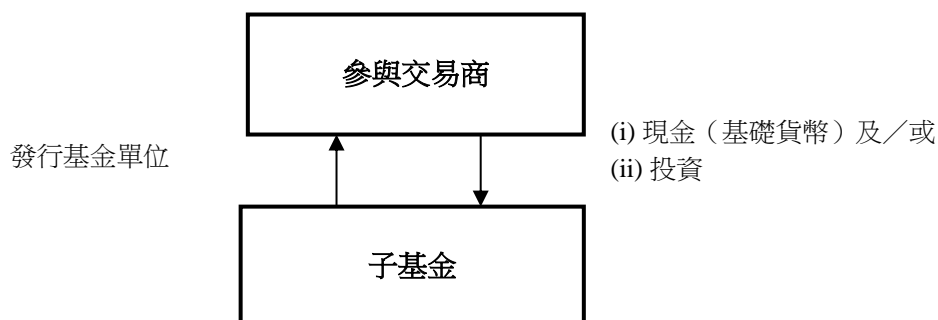 參與交易商
發行基金單位
(i) 現金（基礎貨幣）及／或
(ii) 投資
子基金